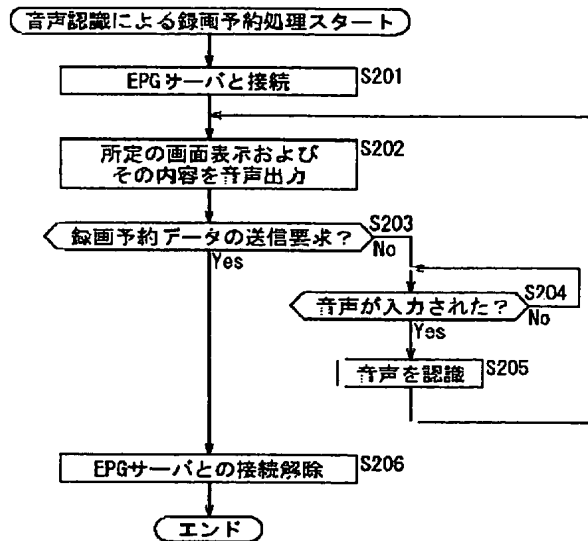 音声認識による録画予約処理スタート
EPGサーバと接続
S201
所定の画面表示および
その内容を音声出力
S202
録画予約データの送信要求？
S203
No
Yes
音声が入力された？
S204
No
Yes
音声を認識
S205
EPGサーバとの接続解除
S206
エンド